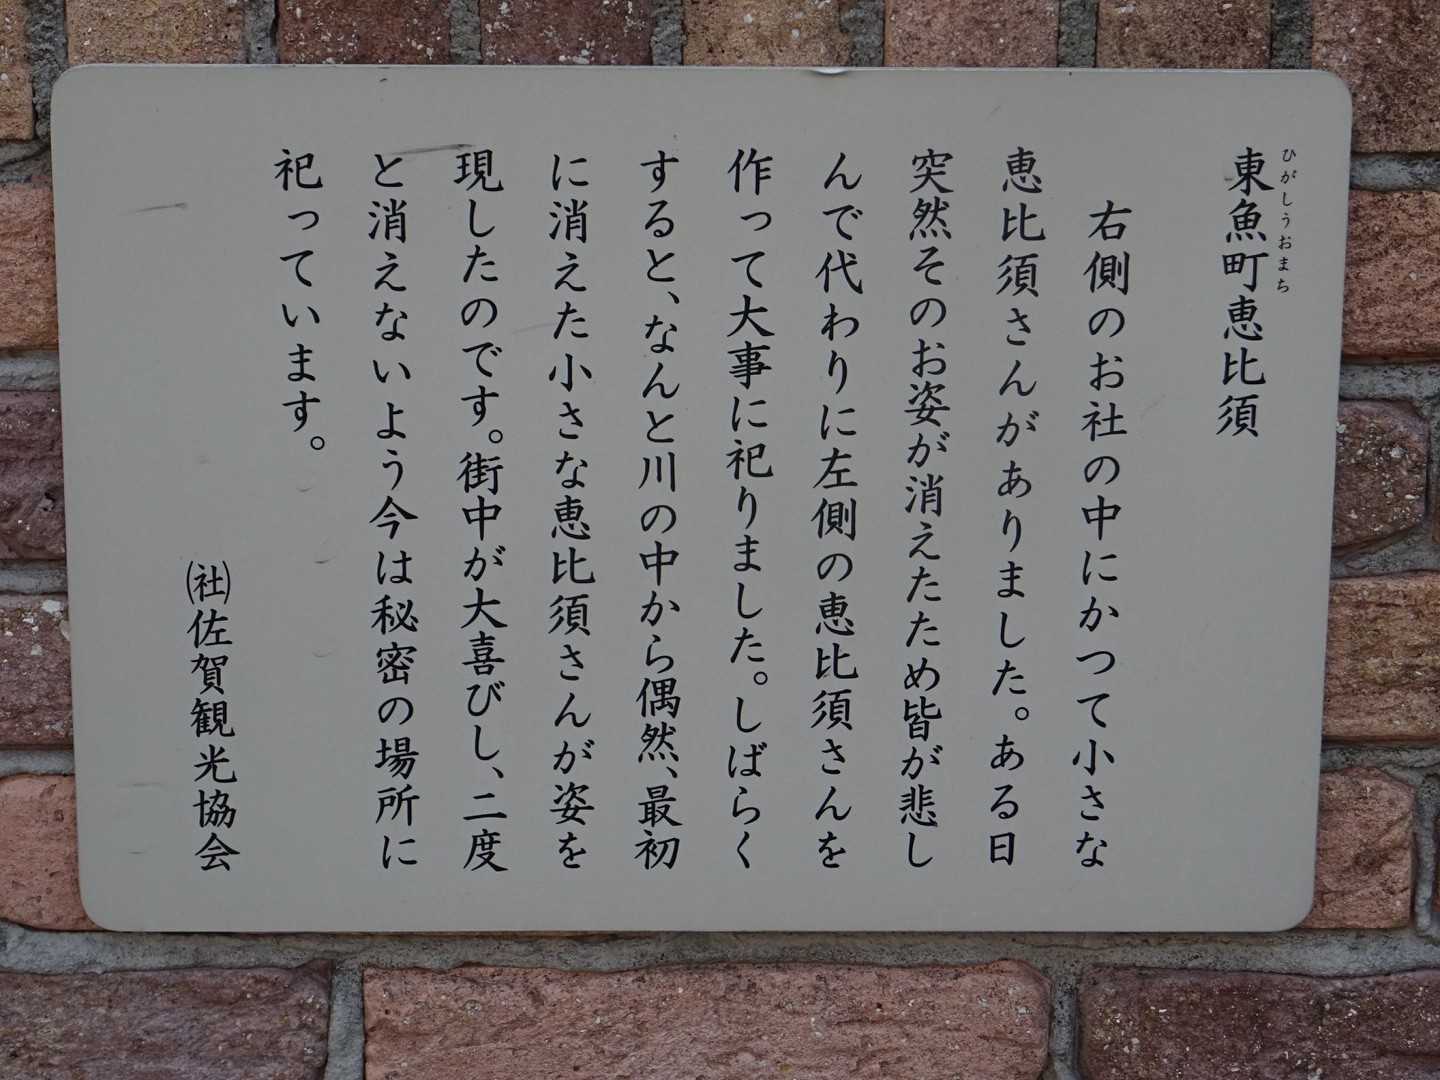 東魚町恵比須
ひがしうおまち
右側のお社の中にかつて小さな
恵比須さんがありました。ある日
突然そのお姿が消えたため皆が悲し
んで代わりに左側の恵比須さんを
作って大事に祀りました。しばらく
すると、なんと川の中から偶然、最初
に消えた小さな恵比須さんが姿を
現したのです。街中が大喜びし、二度
と消えないよう今は秘密の場所に
祀っています。
㈳佐賀観光協会